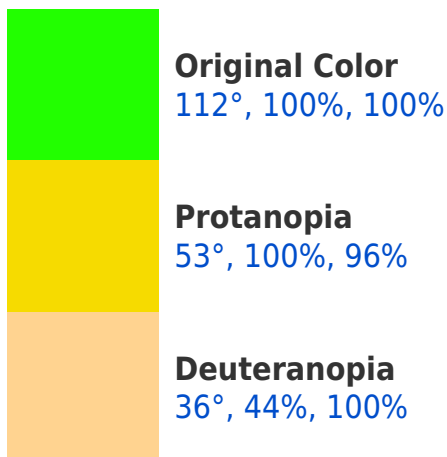 Original Color
112°, 100%, 100%
Protanopia
53°, 100%, 96%
Deuteranopia
36°, 44%, 100%